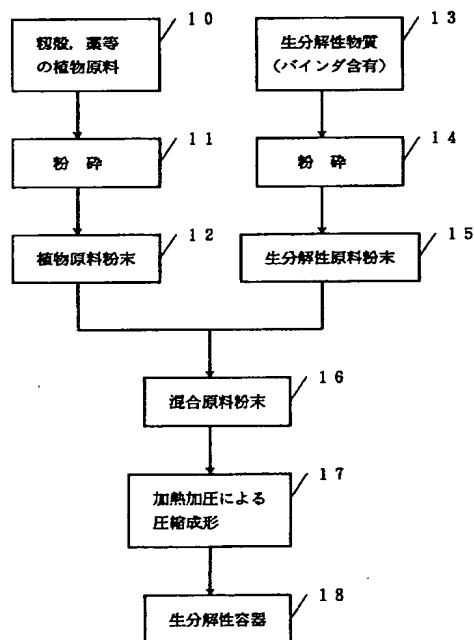 10
籾殻，藁等
の植物原料
13
生分解性物質
（バインダ含有）
11
粉 砕
14
粉 砕
12
植物原料粉末
15
生分解性原料粉末
16
混合原料粉末
17
加熱加圧による
圧縮成形
18
生分解性容器